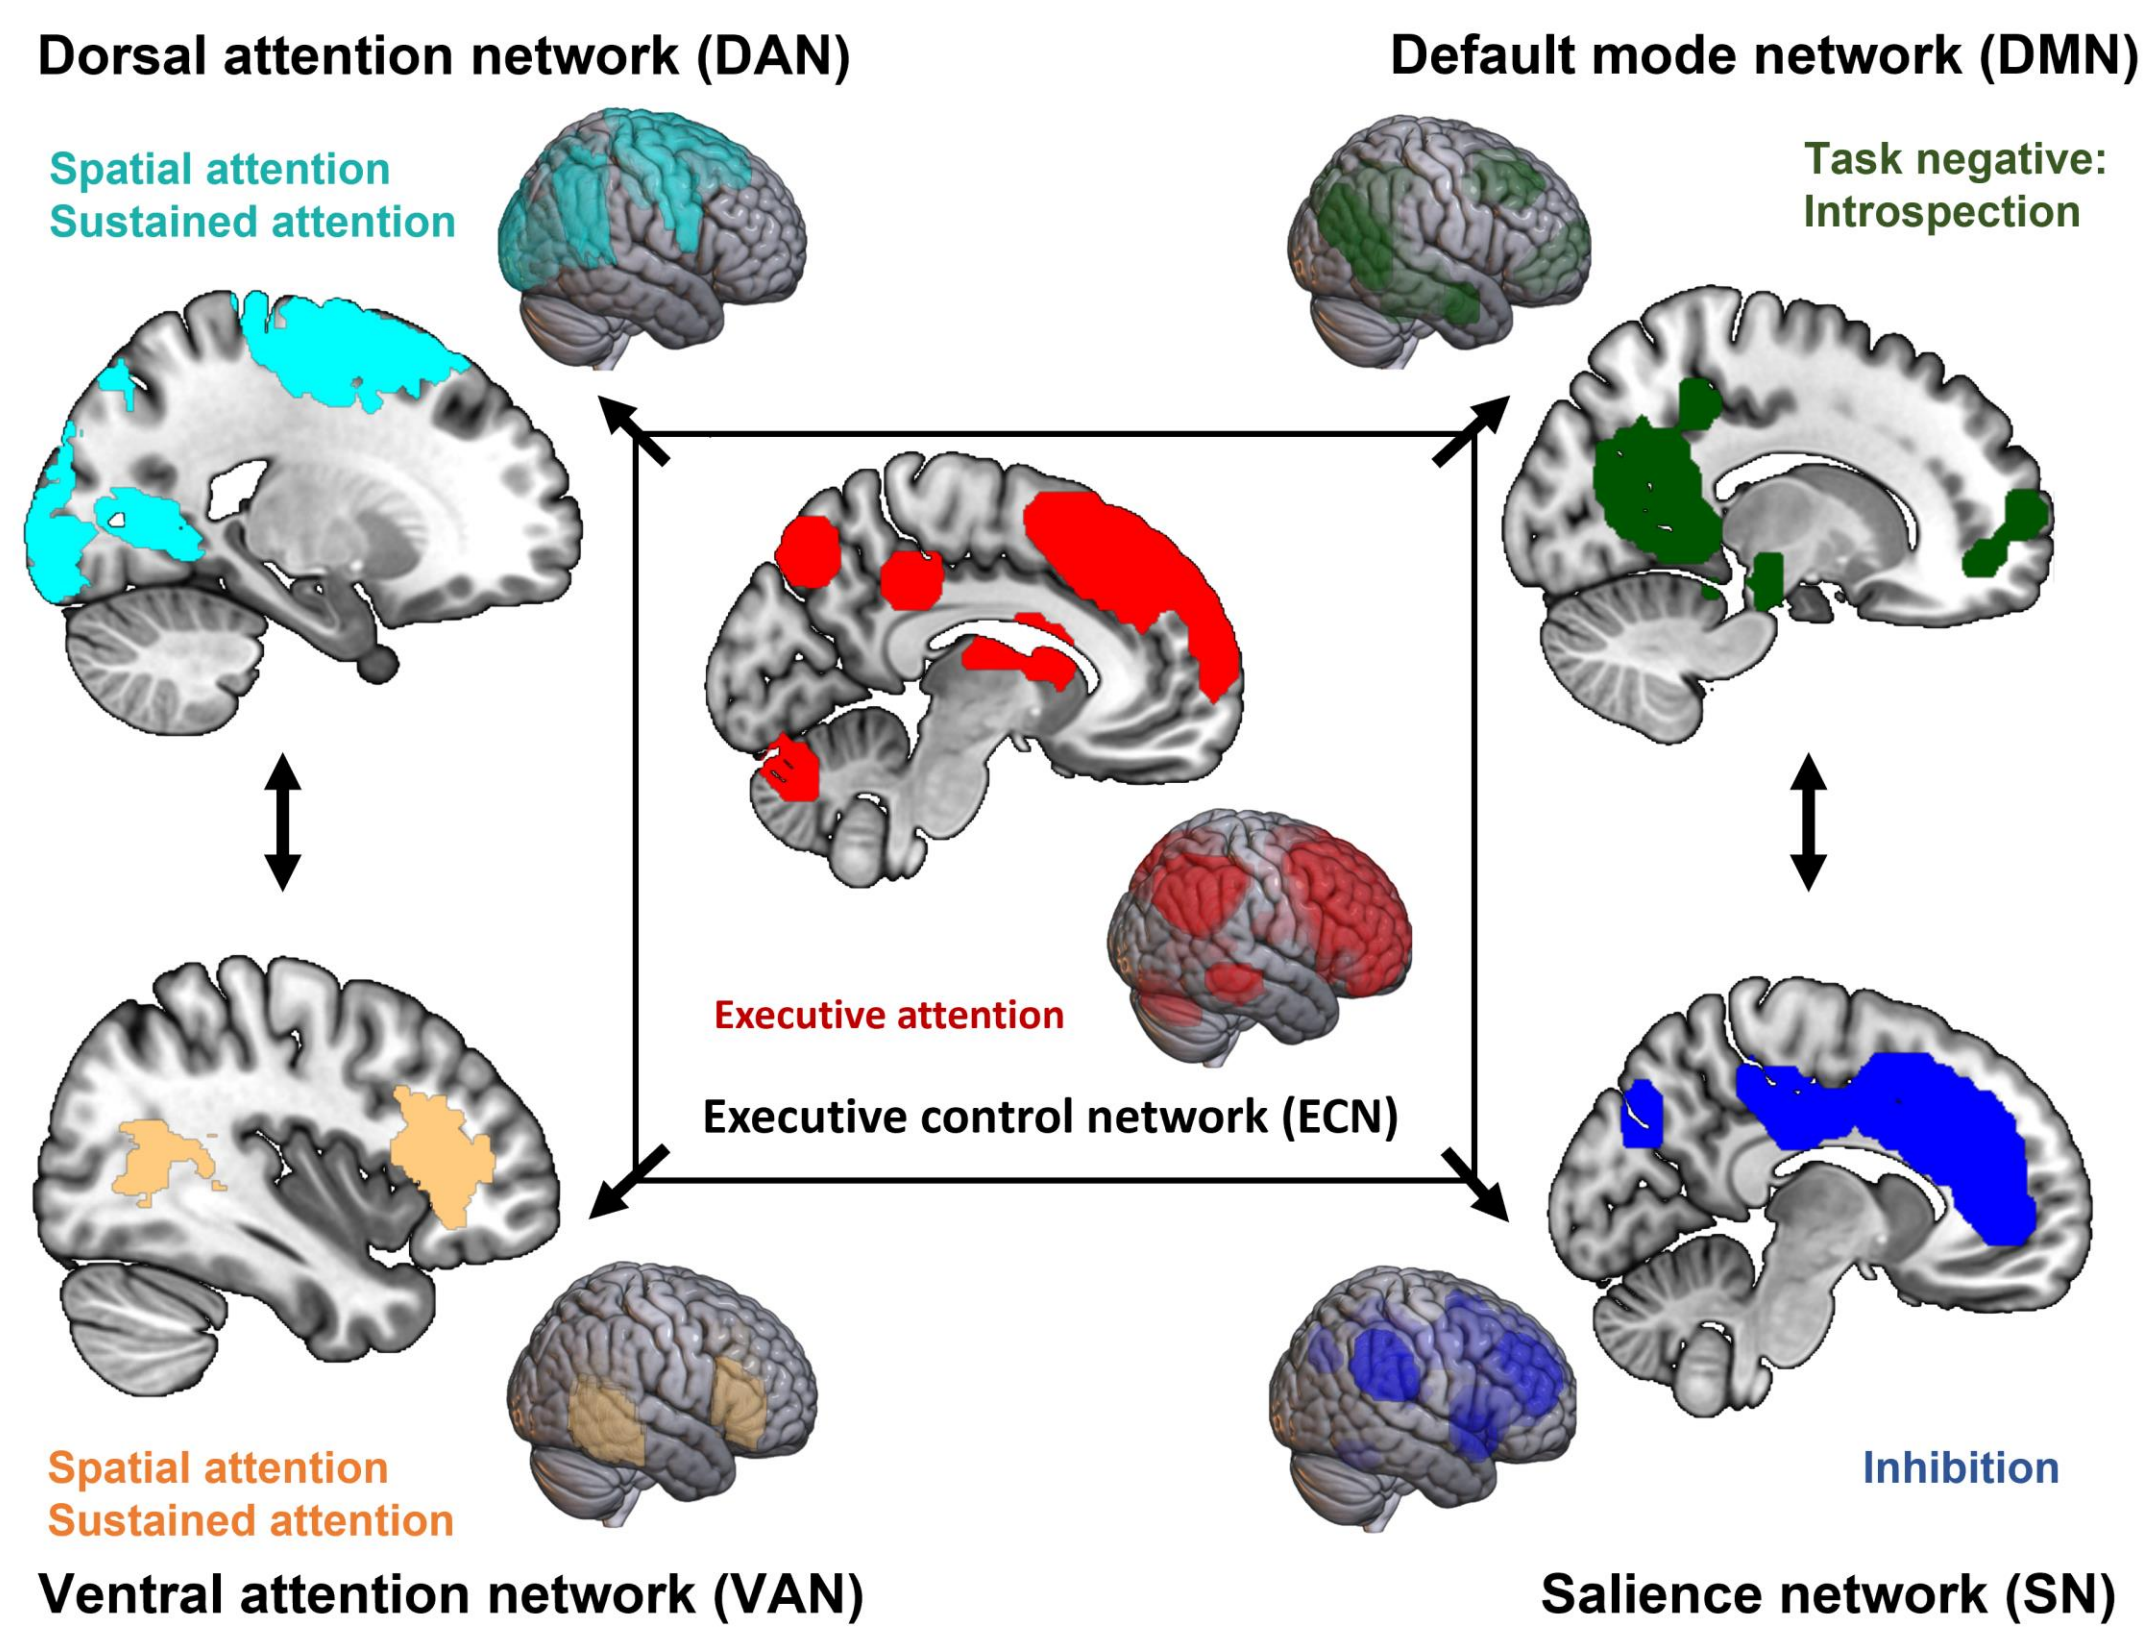 Dorsal attention network (DAN)
Default mode network (DMN)
Spatial attention
Sustained attention
Task negative:
Introspection
Executive attention
Executive control network (ECN)
Spatial attention
Sustained attention
Inhibition
Ventral attention network (VAN)
Salience network (SN)